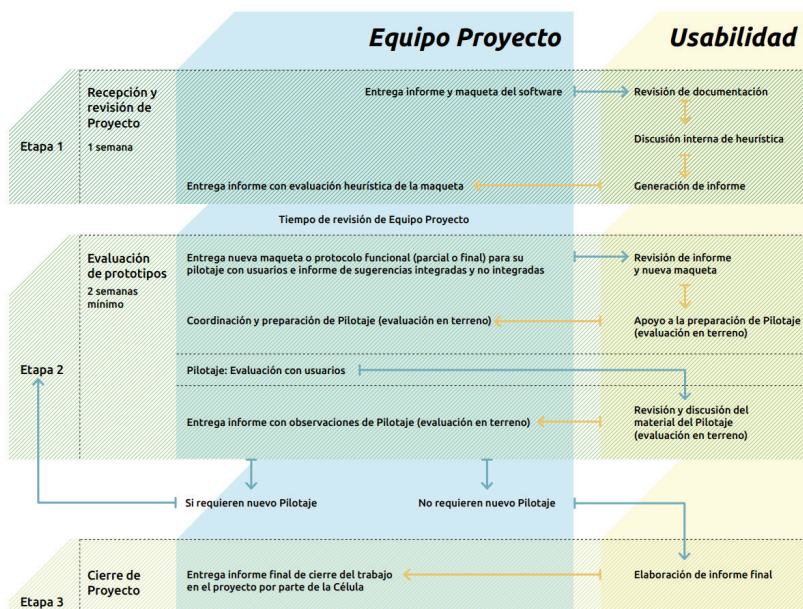 Equipo Proyecto
Usabilidad
Etapa 1
Recepción y
revisión de
Proyecto
1 semana
Entrega informe y maqueta del software
Revisión de documentación
Discusión interna de heurística
Entrega informe con evaluación heurística de la maqueta
Generación de informe
Tiempo de revisión de Equipo Proyecto
Etapa 2
Evaluación
de prototipos
2 semanas
mínimo
Entrega nueva maqueta o protocolo funcional (parcial o final) para su
pilotaje con usuarios e informe de sugerencias integradas y no integradas
Revisión de informe
y nueva maqueta
Coordinación y preparación de Pilotaje (evaluación en terreno)
Apoyo a la preparación de Pilotaje
(evaluación en terreno)
Pilotaje: Evaluación con usuarios
Entrega informe con observaciones de Pilotaje (evaluación en terreno)
Revisión y discusión del
material del Pilotaje
(evaluación en terreno)
Si requieren nuevo Pilotaje
No requieren nuevo Pilotaje
Etapa 3
Cierre de
Proyecto
Entrega informe final de cierre del trabajo
en el proyecto por parte de la Célula
Elaboración de informe final